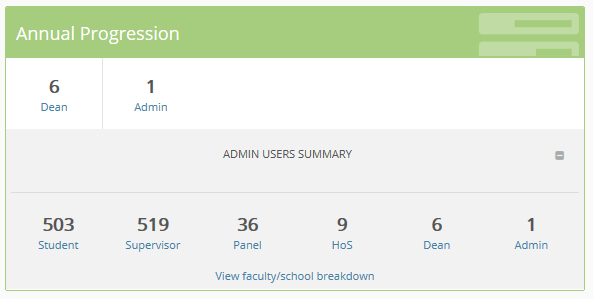 Annual Progression
6 1
Dean Admin
ADMIN USERS SUMMARY
503 519 36 9 6 1
Student Supervisor Panel HoS Dean Admin
View faculty/school breakdown